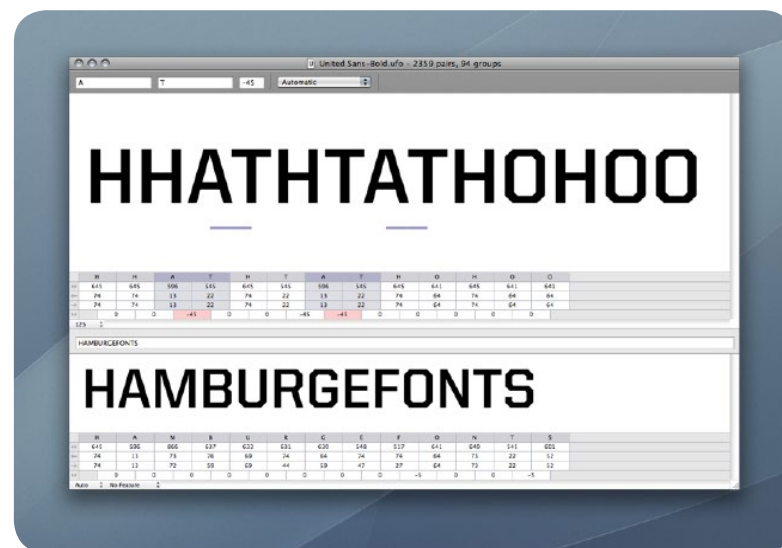 United Sans-Bold.ufo – 2359 pairs, 94 groups
A T -45 Automatic
HHATHTATHOHOO
H H A T H T A T H O H O O
645 645 596 545 645 545 596 545 645 641 645 641 641
74 74 13 22 74 22 13 22 74 64 74 64 64
74 74 13 22 74 22 13 22 74 64 74 64 64
0 0 -45 0 0 -45 -45 0 0 0 0 0
125
HAMBURGEFONTS
HAMBURGEFONTS
H A M B U R G E F O N T S
645 596 866 637 633 631 630 548 517 641 649 545 601
74 13 73 76 69 74 64 74 74 64 73 22 52
74 13 72 59 69 44 59 47 27 64 73 22 52
0 0 0 0 0 0 0 0 -6 0 0 -5
Auto No Feature